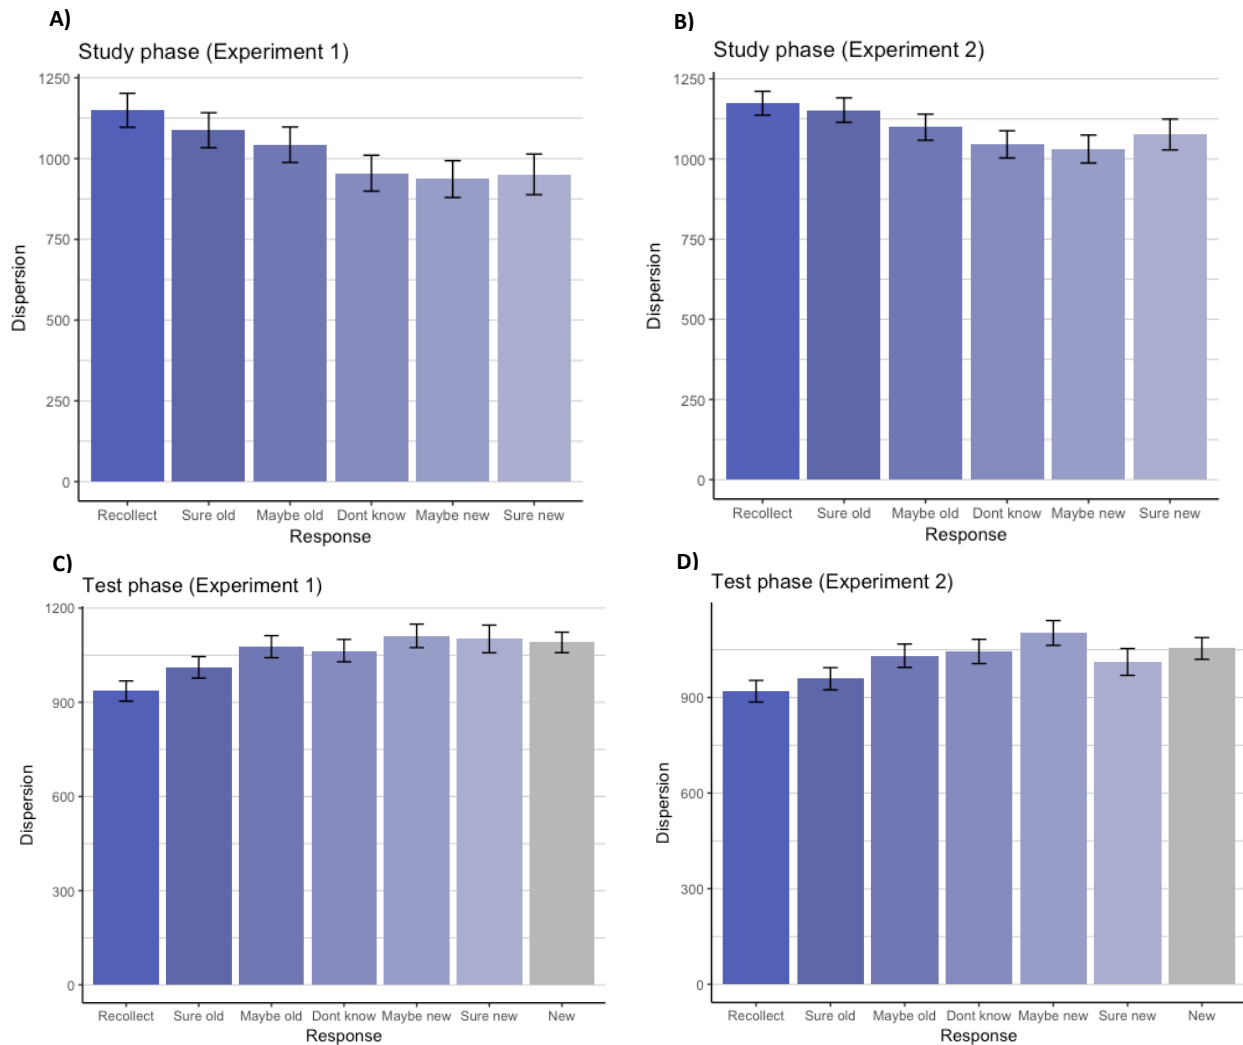 A)
Study phase (Experiment 1)
1250
1000
750
500
250
0
Dispersion
Recollect Sure old Maybe old Dont know Maybe new Sure new
Response
B)
Study phase (Experiment 2)
1250
1000
750
500
250
0
Dispersion
Recollect Sure old Maybe old Dont know Maybe new Sure new
Response
C)
Test phase (Experiment 1)
1200
900
600
300
0
Dispersion
Recollect Sure old Maybe old Dont know Maybe new Sure new New
Response
D)
Test phase (Experiment 2)
900
600
300
0
Dispersion
Recollect Sure old Maybe old Dont know Maybe new Sure new New
Response